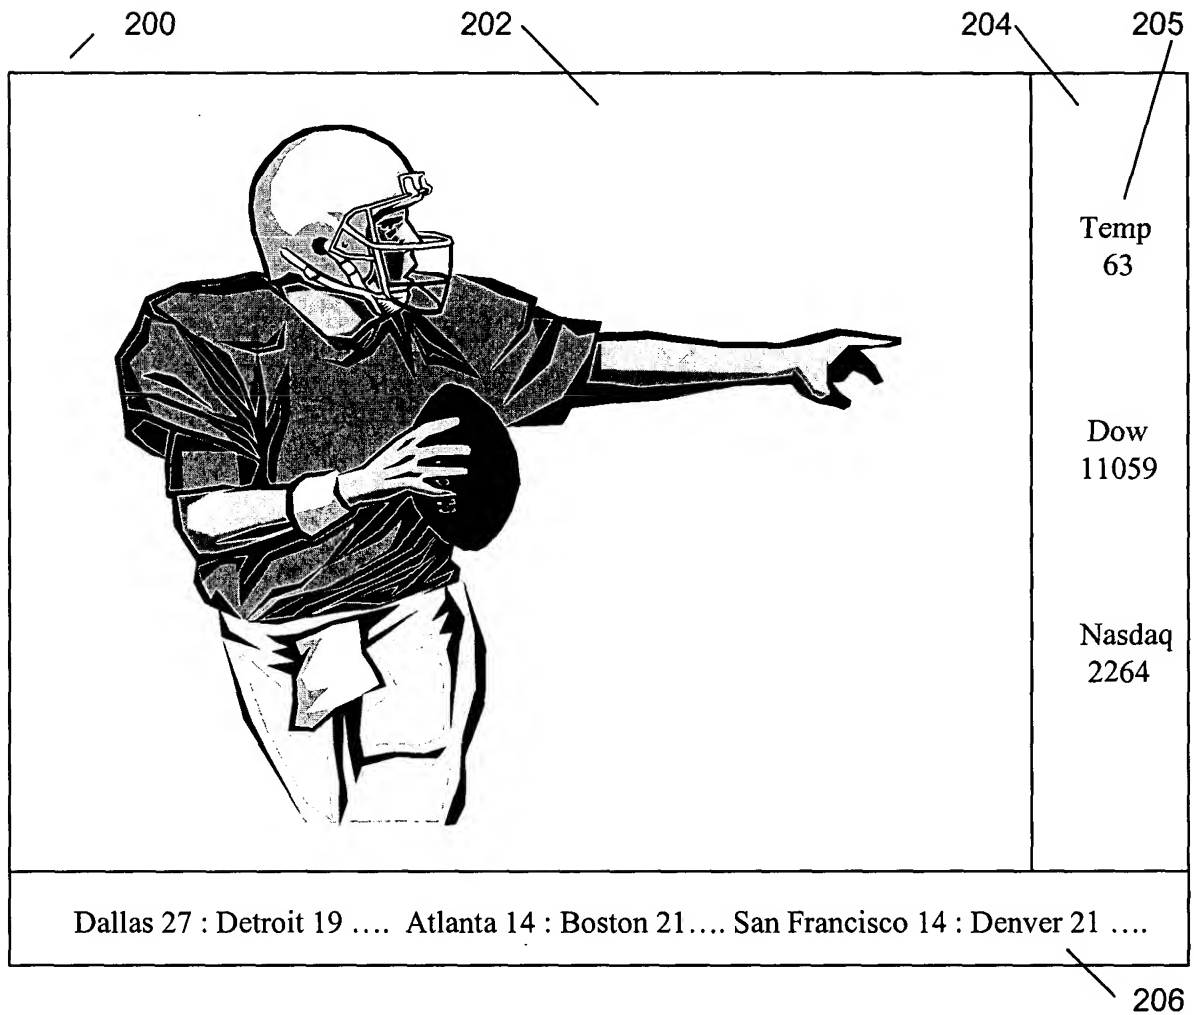 200 202 204 205
Temp
63
Dow
11059
Nasdaq
2264
Dallas 27 : Detroit 19 .... Atlanta 14 : Boston 21.... San Francisco 14 : Denver 21 ....
206